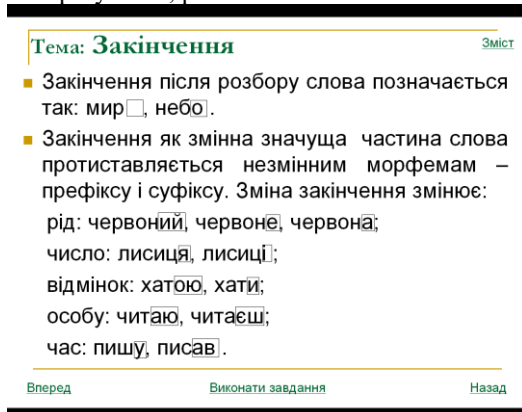 Тема: Закінчення
Зміст
Закінчення після розбору слова позначається
так: мир , небо .
Закінчення як змінна значуща частина слова
протиставляється незмінним морфемам –
префіксу і суфіксу. Зміна закінчення змінює:
рід: червоний, червоне, червона;
число: лисиця, лисиці ;
відмінок: хатою, хати;
особу: читаю, читаєш;
час: пишу, писав .
Вперед
Виконати завдання
Назад